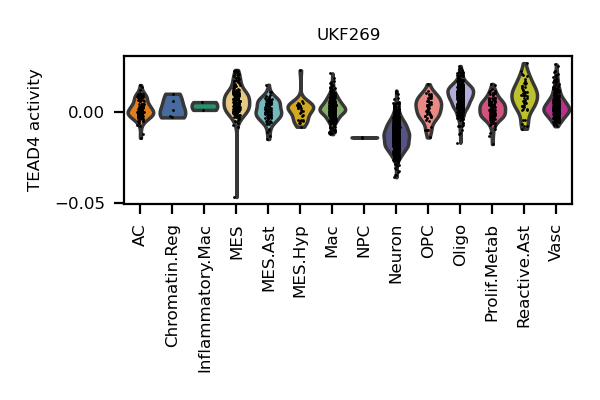 UKF269
TEAD4 activity
0.00
−0.05
AC
Chromatin.Reg
Inflammatory.Mac
MES
MES.Ast
MES.Hyp
Mac
NPC
Neuron
OPC
Oligo
Prolif.Metab
Reactive.Ast
Vasc